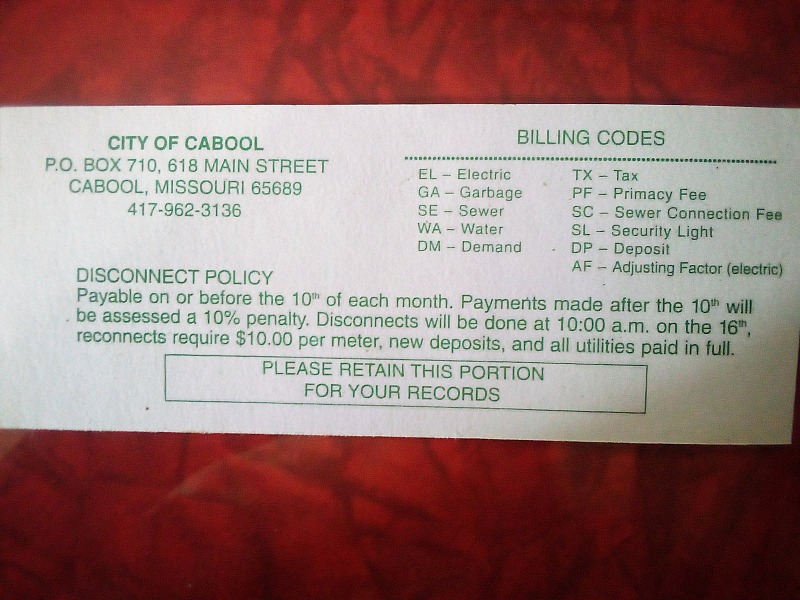 CITY OF CABOOL
P.O. BOX 710, 618 MAIN STREET
CABOOL, MISSOURI 65689
417-962-3136
BILLING CODES
EL – Electric
GA – Garbage
SE – Sewer
WA – Water
DM – Demand
TX – Tax
PF – Primacy Fee
SC – Sewer Connection Fee
SL – Security Light
DP – Deposit
AF – Adjusting Factor (electric)
DISCONNECT POLICY
Payable on or before the 10th of each month. Payments made after the 10th will
be assessed a 10% penalty. Disconnects will be done at 10:00 a.m. on the 16th,
reconnects require $10.00 per meter, new deposits, and all utilities paid in full.
PLEASE RETAIN THIS PORTION
FOR YOUR RECORDS